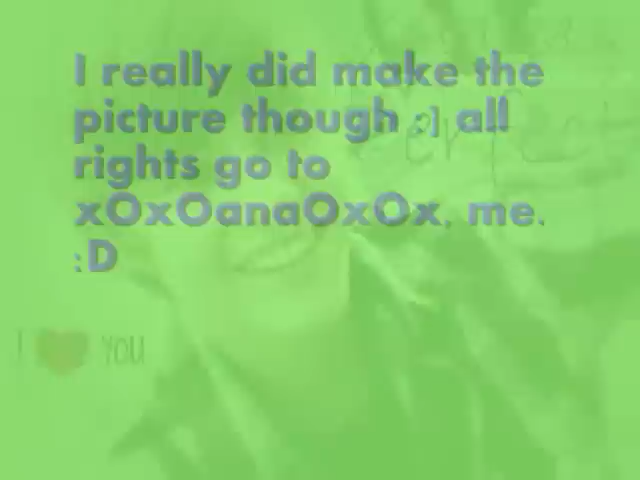 I really did make the
picture though :) all
rights go to
xOxOanaOxOx, me.
:D
I YOU